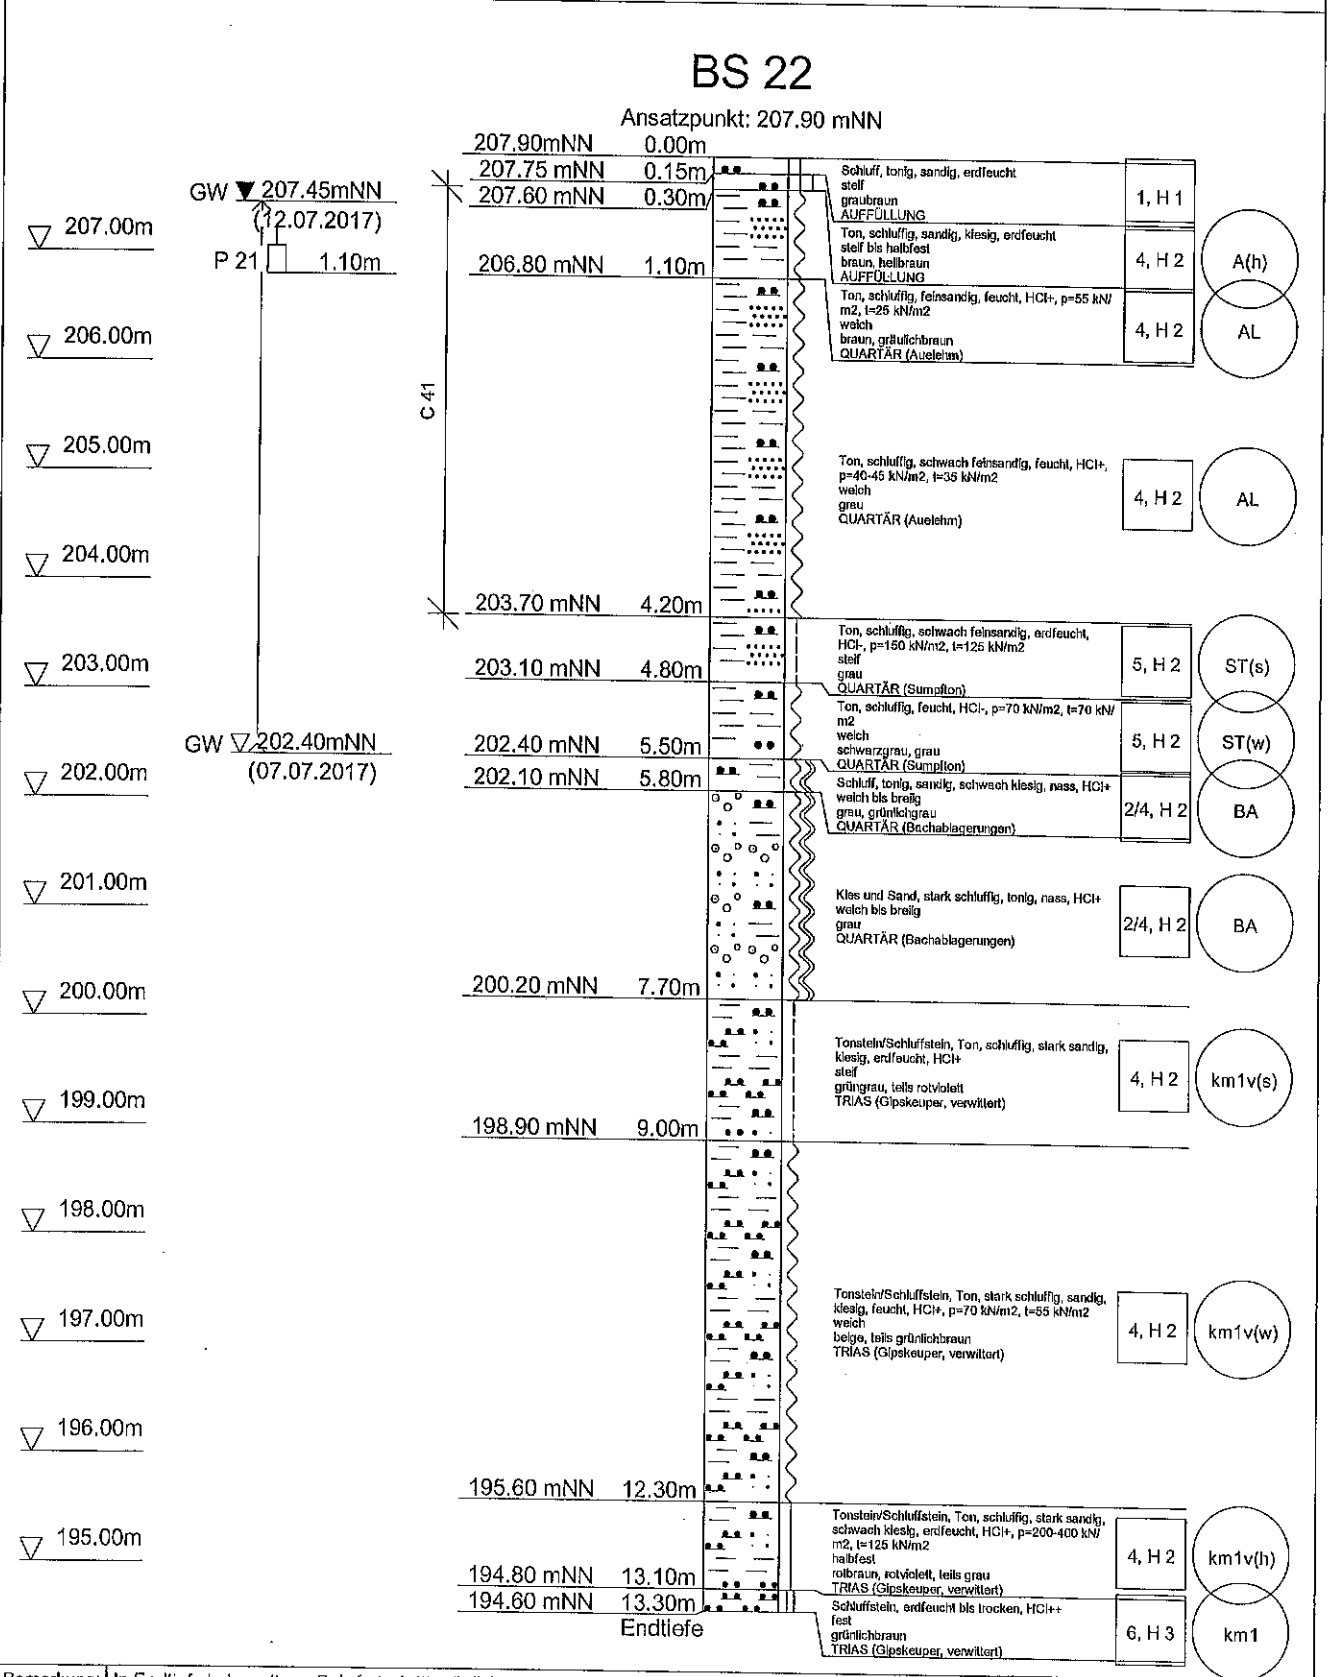 BS 22
Ansatzpunkt: 207.90 mNN
207.90mNN 0.00m
207.75 mNN 0.15m
207.60 mNN 0.30m
GW 207.45mNN
(12.07.2017)
P 21 1.10m
206.80 mNN 1.10m
C 41
203.70 mNN 4.20m
203.10 mNN 4.80m
GW 202.40mNN
(07.07.2017)
202.40 mNN 5.50m
202.10 mNN 5.80m
200.20 mNN 7.70m
198.90 mNN 9.00m
195.60 mNN 12.30m
194.80 mNN 13.10m
194.60 mNN 13.30m
Endtiefe
207.00m
206.00m
205.00m
204.00m
203.00m
202.00m
201.00m
200.00m
199.00m
198.00m
197.00m
196.00m
195.00m
Schluff, tonig, sandig, erdfeucht
steif
graubraun
AUFFÜLLUNG
1, H 1
Ton, schluffig, sandig, kiesig, erdfeucht
steif bis halbfest
braun, hellbraun
AUFFÜLLUNG
4, H 2
A(h)
Ton, schluffig, feinsandig, feucht, HCl+, p=55 kN/
m2, t=25 kN/m2
weich
braun, gräulichbraun
QUARTÄR (Auelehm)
4, H 2
AL
Ton, schluffig, schwach feinsandig, feucht, HCl+,
p=40-45 kN/m2, t=35 kN/m2
weich
grau
QUARTÄR (Auelehm)
4, H 2
AL
Ton, schluffig, schwach feinsandig, erdfeucht,
HCl-, p=150 kN/m2, t=125 kN/m2
steif
grau
QUARTÄR (Sumpfton)
5, H 2
ST(s)
Ton, schluffig, feucht, HCl-, p=70 kN/m2, t=70 kN/
m2
weich
schwarzgrau, grau
QUARTÄR (Sumpfton)
5, H 2
ST(w)
Schluff, tonig, sandig, schwach kiesig, nass, HCl+
weich bis breiig
grau, grünlichgrau
QUARTÄR (Bachablagerungen)
2/4, H 2
BA
Kies und Sand, stark schluffig, tonig, nass, HCl+
weich bis breiig
grau
QUARTÄR (Bachablagerungen)
2/4, H 2
BA
Tonstein/Schluffstein, Ton, schluffig, stark sandig,
kiesig, erdfeucht, HCl+
steif
grüngrau, teils rotviolett
TRIAS (Gipskeuper, verwittert)
4, H 2
km1v(s)
Tonstein/Schluffstein, Ton, stark schluffig, sandig,
kiesig, feucht, HCl+, p=70 kN/m2, t=55 kN/m2
weich
beige, teils grünlichbraun
TRIAS (Gipskeuper, verwittert)
4, H 2
km1v(w)
Tonstein/Schluffstein, Ton, schluffig, stark sandig,
schwach kiesig, erdfeucht, HCl+, p=200-400 kN/
m2, t=125 kN/m2
halbfest
rotbraun, rotviolett, teils grau
TRIAS (Gipskeuper, verwittert)
4, H 2
km1v(h)
Schluffstein, erdfeucht bis trocken, HCl++
fest
grünlichbraun
TRIAS (Gipskeuper, verwittert)
6, H 3
km1